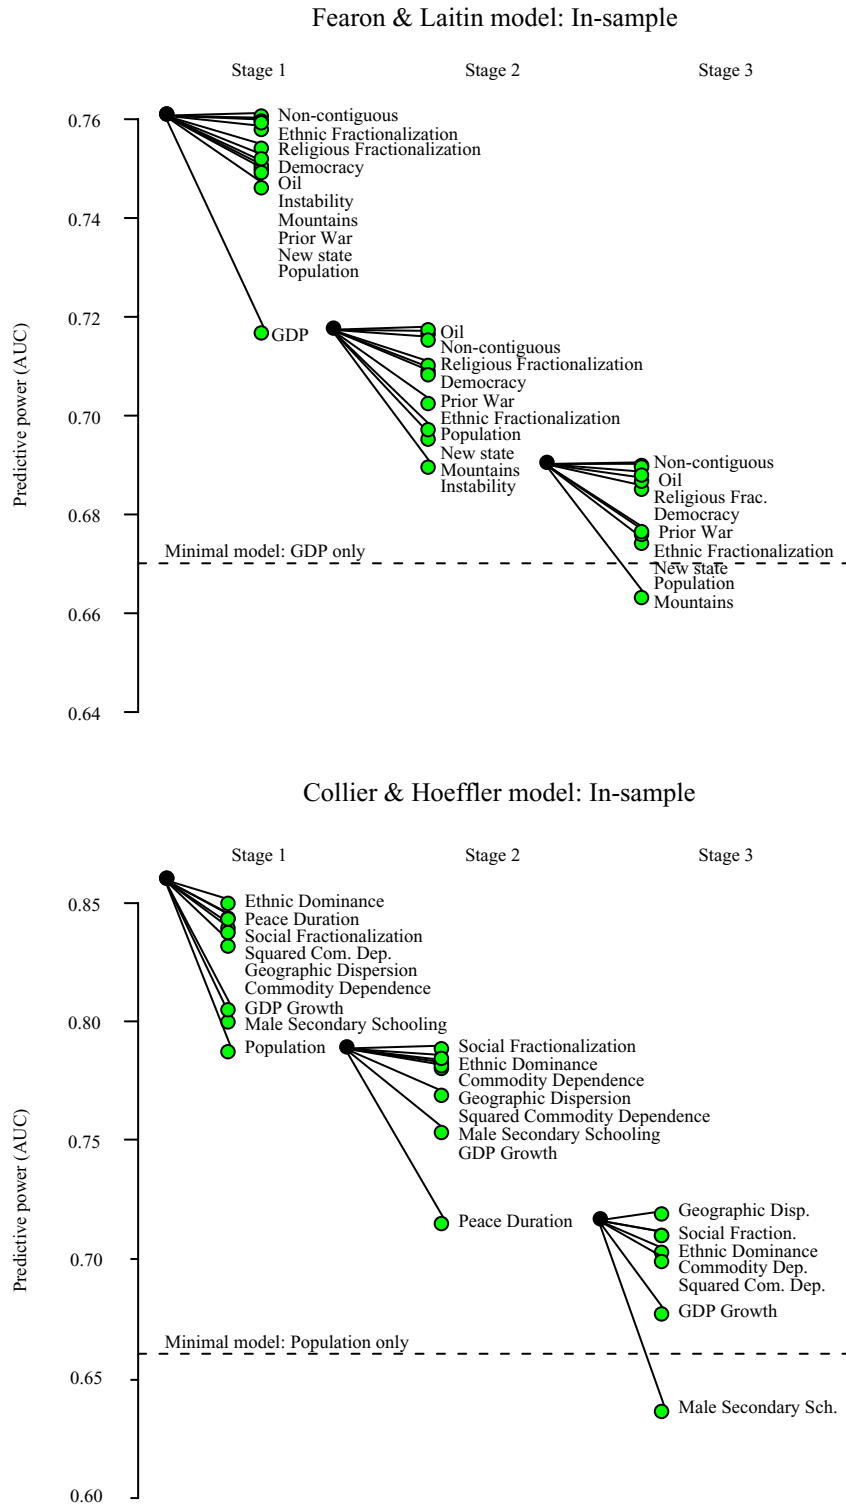 Fearon & Laitin model: In-sample
Stage 1
Stage 2
Stage 3
Predictive power (AUC)
0.76
0.74
0.72
0.70
0.68
0.66
0.64
Non-contiguous
Ethnic Fractionalization
Religious Fractionalization
Democracy
Oil
Instability
Mountains
Prior War
New state
Population
GDP
Oil
Non-contiguous
Religious Fractionalization
Democracy
Prior War
Ethnic Fractionalization
Population
New state
Mountains
Instability
Non-contiguous
Oil
Religious Frac.
Democracy
Prior War
Ethnic Fractionalization
New state
Population
Mountains
Minimal model: GDP only
Collier & Hoeffler model: In-sample
Stage 1
Stage 2
Stage 3
Predictive power (AUC)
0.85
0.80
0.75
0.70
0.65
0.60
Ethnic Dominance
Peace Duration
Social Fractionalization
Squared Com. Dep.
Geographic Dispersion
Commodity Dependence
GDP Growth
Male Secondary Schooling
Population
Social Fractionalization
Ethnic Dominance
Commodity Dependence
Geographic Dispersion
Squared Commodity Dependence
Male Secondary Schooling
GDP Growth
Peace Duration
Geographic Disp.
Social Fraction.
Ethnic Dominance
Commodity Dep.
Squared Com. Dep.
GDP Growth
Male Secondary Sch.
Minimal model: Population only